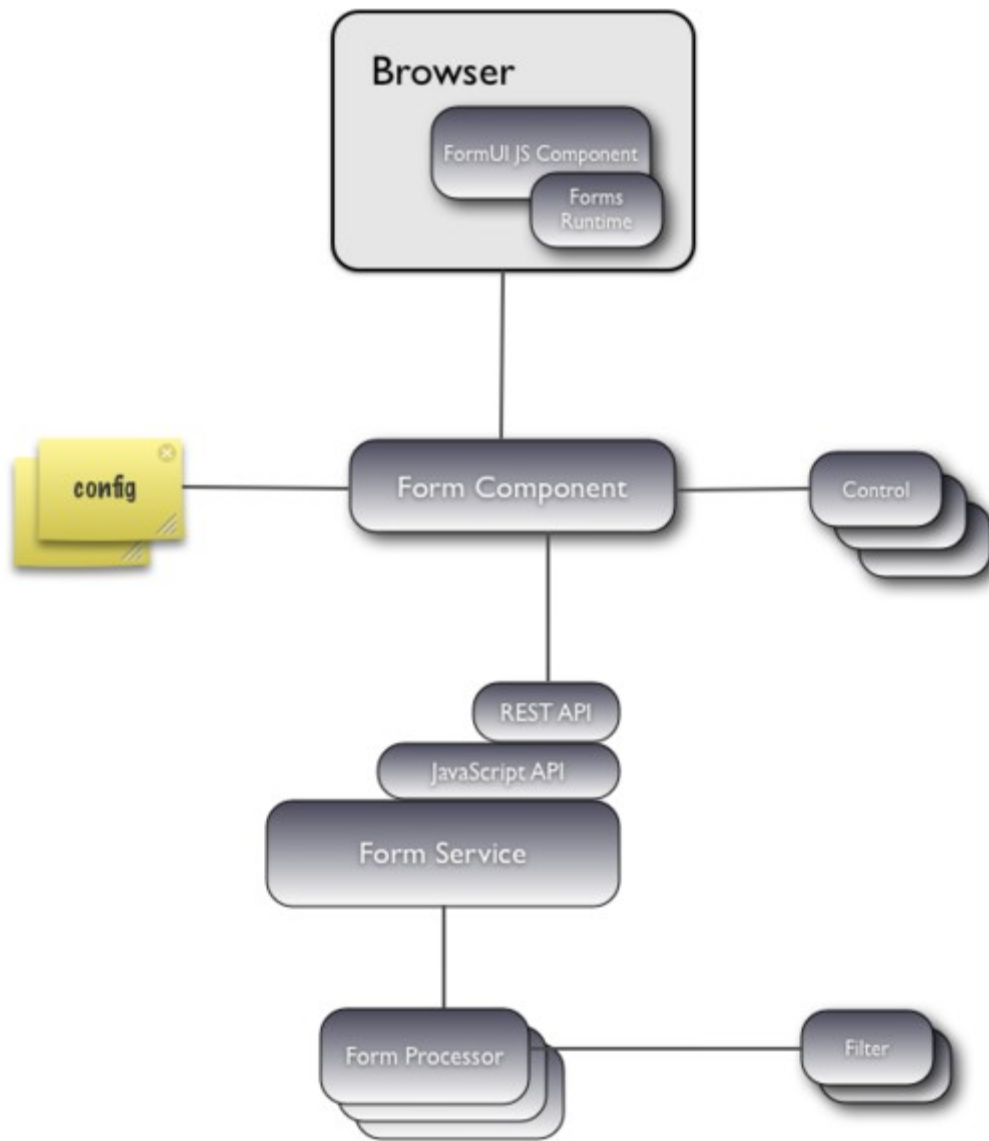 Browser
FormUI JS Component
Forms
Runtime
config
Form Component
Control
REST API
JavaScript API
Form Service
Form Processor
Filter